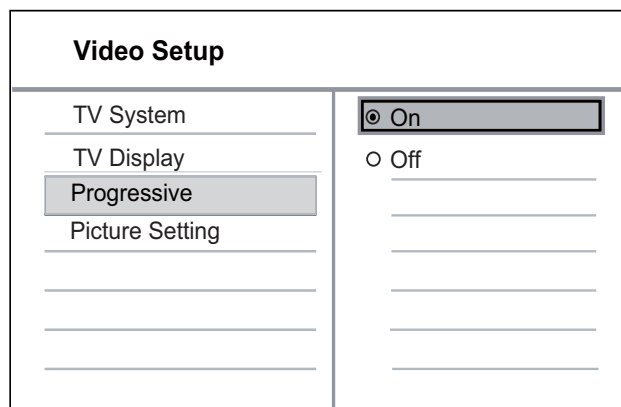 Video Setup
TV System
TV Display
Progressive
Picture Setting
On
Off